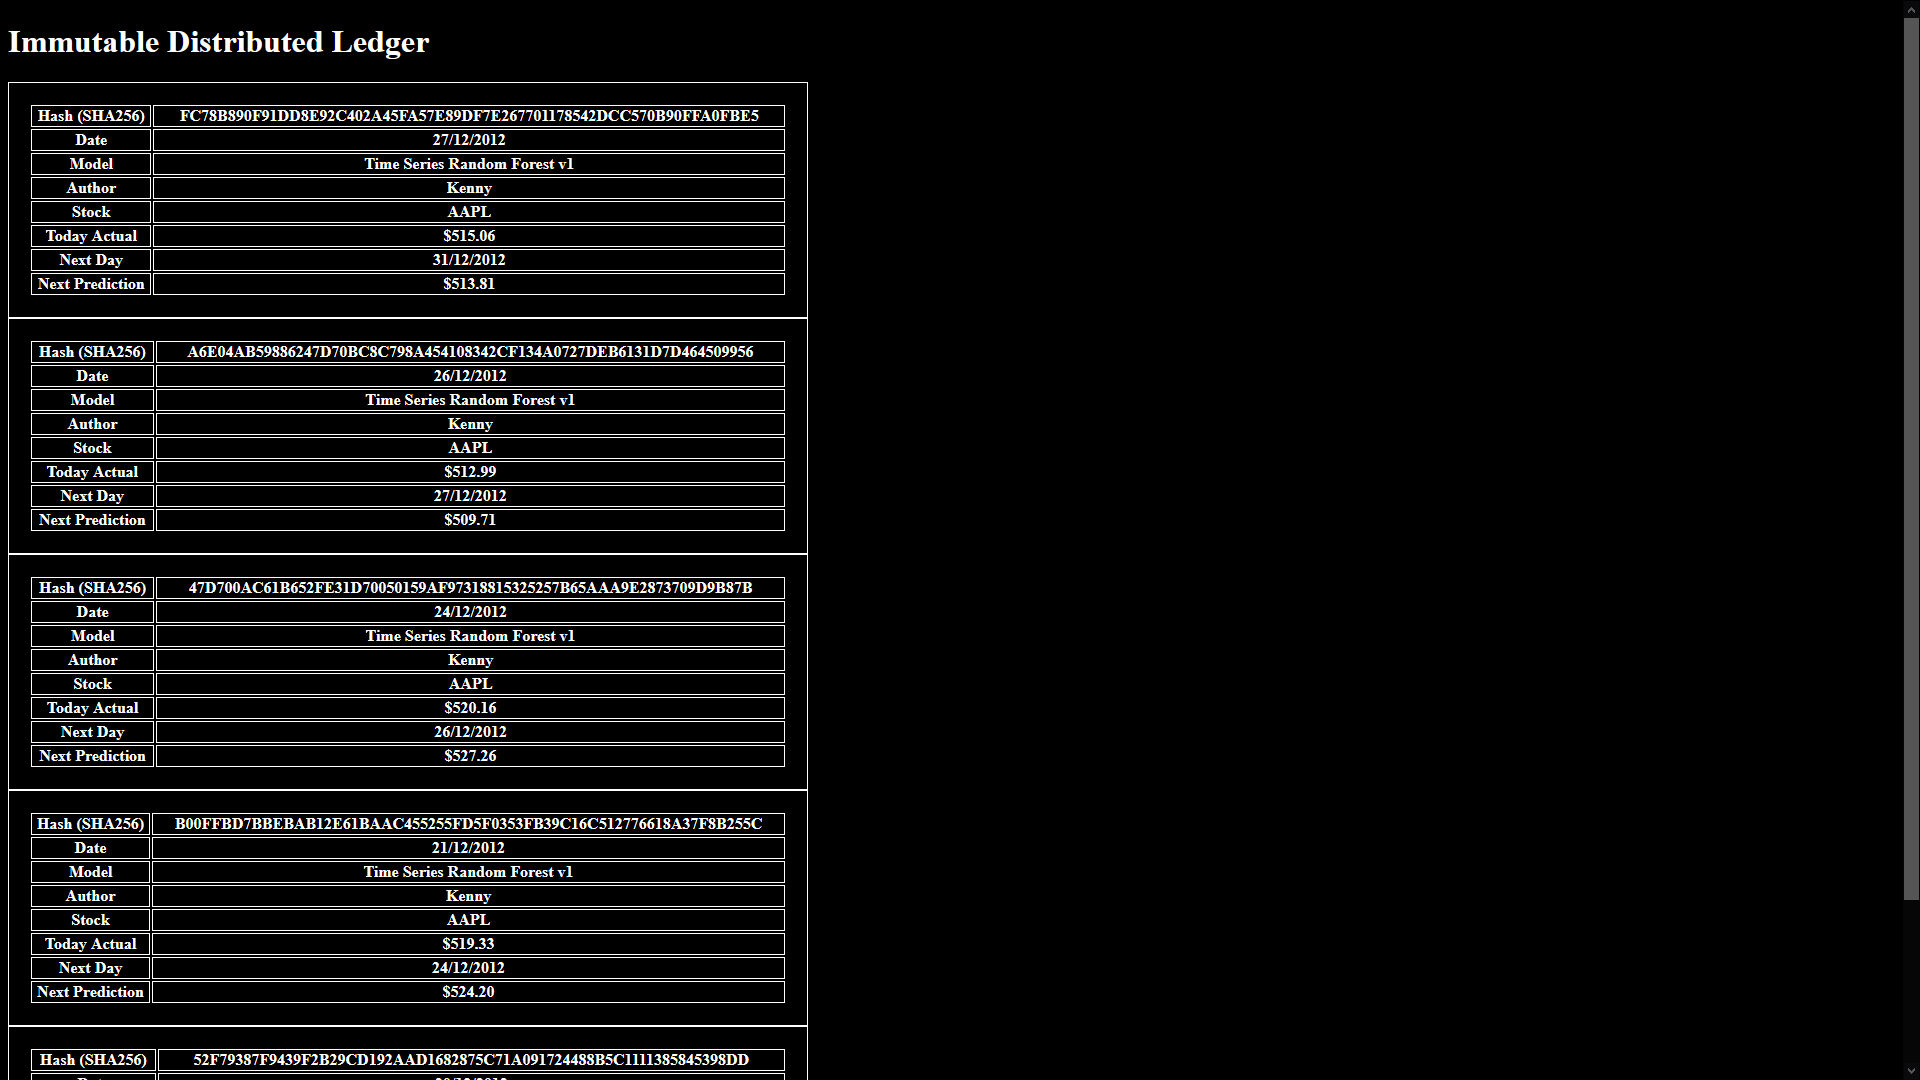 Immutable Distributed Ledger
Hash (SHA256) FC78B890F91DD8E92C402A45FA57E89DF7E267701178542DCC570B90FFA0FBE5
Date 27/12/2012
Model Time Series Random Forest v1
Author Kenny
Stock AAPL
Today Actual $515.06
Next Day 31/12/2012
Next Prediction $513.81
Hash (SHA256) A6E04AB59886247D70BC8C798A454108342CF134A0727DEB6131D7D464509956
Date 26/12/2012
Model Time Series Random Forest v1
Author Kenny
Stock AAPL
Today Actual $512.99
Next Day 27/12/2012
Next Prediction $509.71
Hash (SHA256) 47D700AC61B652FE31D70050159AF97318815325257B65AAA9E2873709D9B87B
Date 24/12/2012
Model Time Series Random Forest v1
Author Kenny
Stock AAPL
Today Actual $520.16
Next Day 26/12/2012
Next Prediction $527.26
Hash (SHA256) B00FFBD7BBEBAB12E61BAAC455255FD5F0353FB39C16C512776618A37F8B255C
Date 21/12/2012
Model Time Series Random Forest v1
Author Kenny
Stock AAPL
Today Actual $519.33
Next Day 24/12/2012
Next Prediction $524.20
Hash (SHA256) 52F79387F9439F2B29CD192AAD1682875C71A091724488B5C1111385845398DD